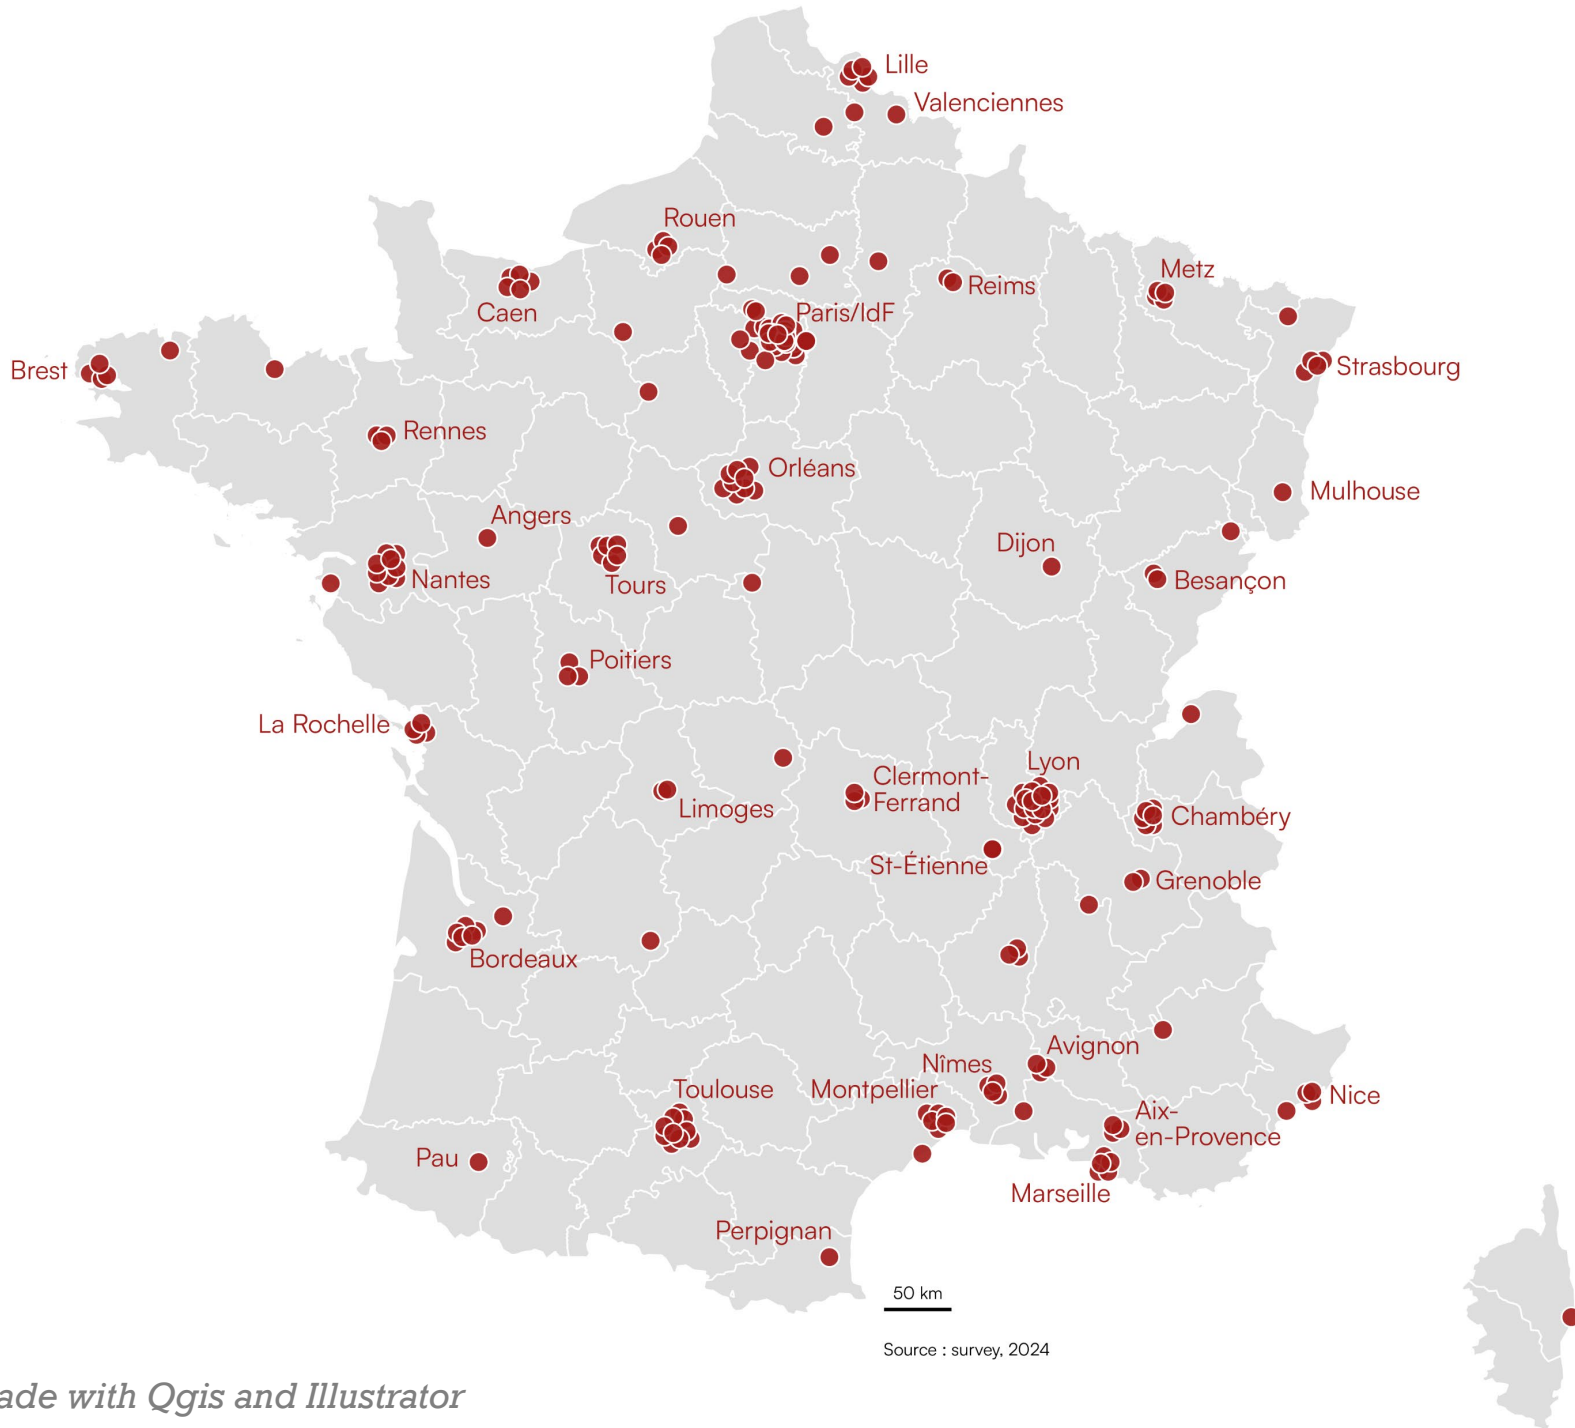 Lille
Valenciennes
Rouen
Metz
Reims
Caen
Paris/IdF
Brest
Strasbourg
Rennes
Orléans
Mulhouse
Angers
Dijon
Nantes
Tours
Besançon
Poitiers
La Rochelle
Lyon
Clermont-
Ferrand
Limoges
Chambéry
St-Étienne
Grenoble
Bordeaux
Avignon
Nîmes
Toulouse
Montpellier
Nice
Aix-
en-Provence
Pau
Marseille
Perpignan
50 km
Source : survey, 2024
ade with Qgis and Illustrator